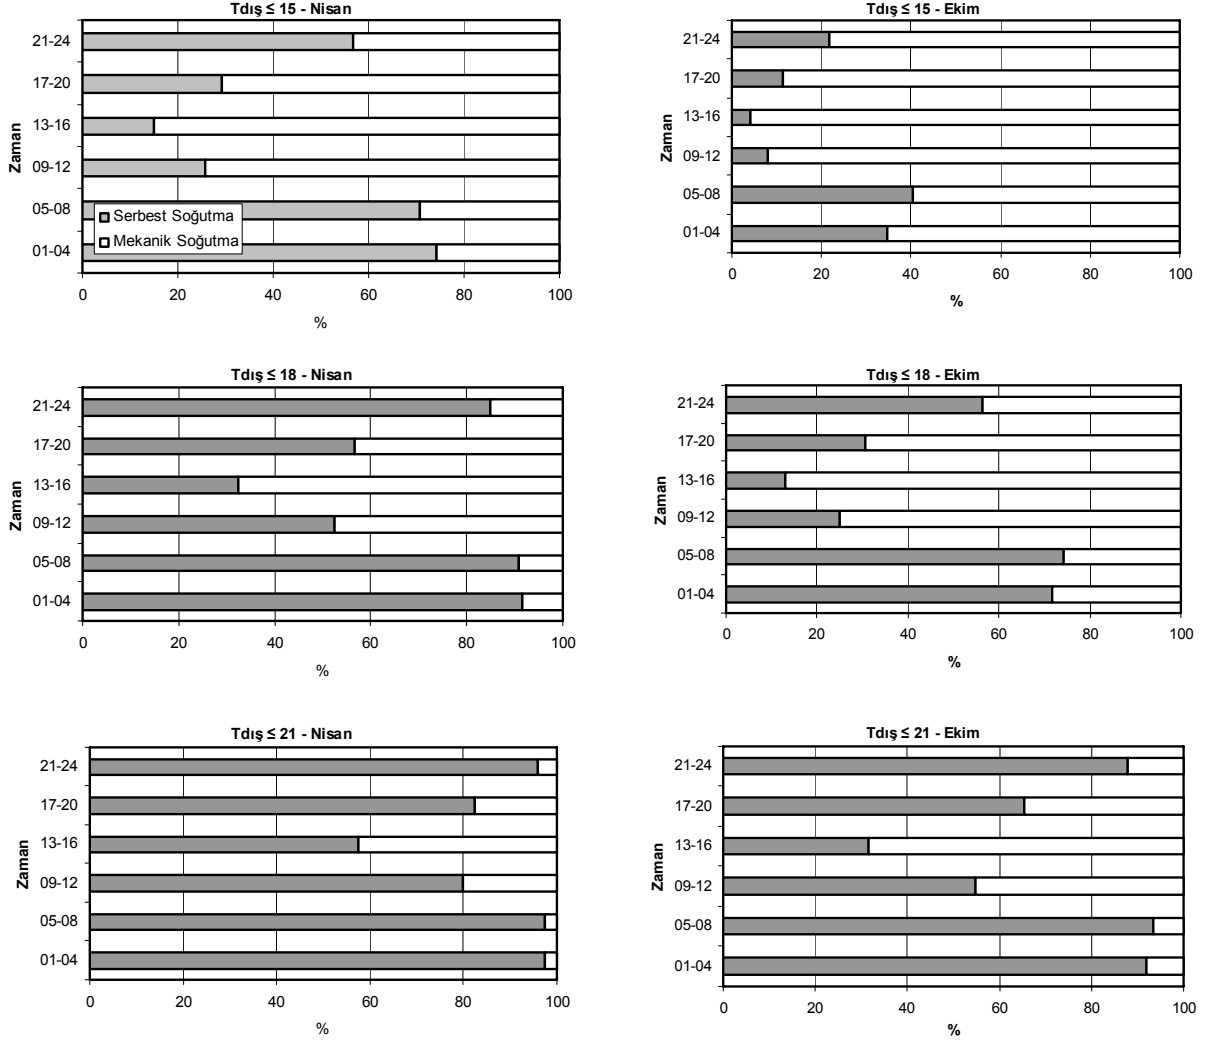 Tdış ≤ 15 - Nisan
21-24
17-20
13-16
09-12
05-08
01-04
Zaman
Serbest Soğutma
Mekanik Soğutma
0 20 40 60 80 100
%
Tdış ≤ 15 - Ekim
21-24
17-20
13-16
09-12
05-08
01-04
Zaman
0 20 40 60 80 100
%
Tdış ≤ 18 - Nisan
21-24
17-20
13-16
09-12
05-08
01-04
Zaman
0 20 40 60 80 100
%
Tdış ≤ 18 - Ekim
21-24
17-20
13-16
09-12
05-08
01-04
Zaman
0 20 40 60 80 100
%
Tdış ≤ 21 - Nisan
21-24
17-20
13-16
09-12
05-08
01-04
Zaman
0 20 40 60 80 100
%
Tdış ≤ 21 - Ekim
21-24
17-20
13-16
09-12
05-08
01-04
Zaman
0 20 40 60 80 100
%